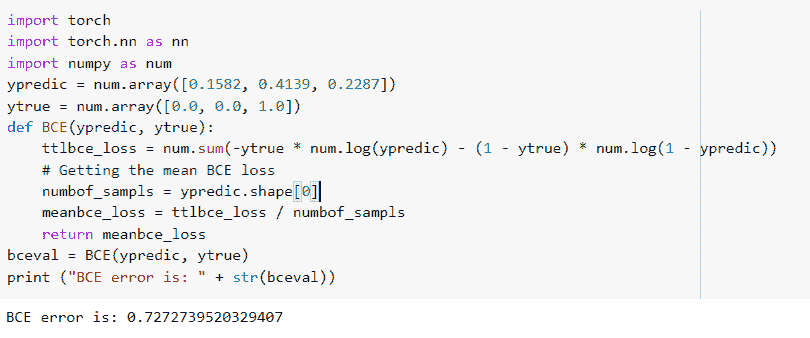 import torch
import torch.nn as nn
import numpy as num
ypredic = num.array([0.1582, 0.4139, 0.2287])
ytrue = num.array([0.0, 0.0, 1.0])
def BCE(ypredic, ytrue):
    ttlbce_loss = num.sum(-ytrue * num.log(ypredic) - (1 - ytrue) * num.log(1 - ypredic))
    # Getting the mean BCE loss
    numbof_sampls = ypredic.shape[0]
    meanbce_loss = ttlbce_loss / numbof_sampls
    return meanbce_loss
bceval = BCE(ypredic, ytrue)
print ("BCE error is: " + str(bceval))
BCE error is: 0.7272739520329407